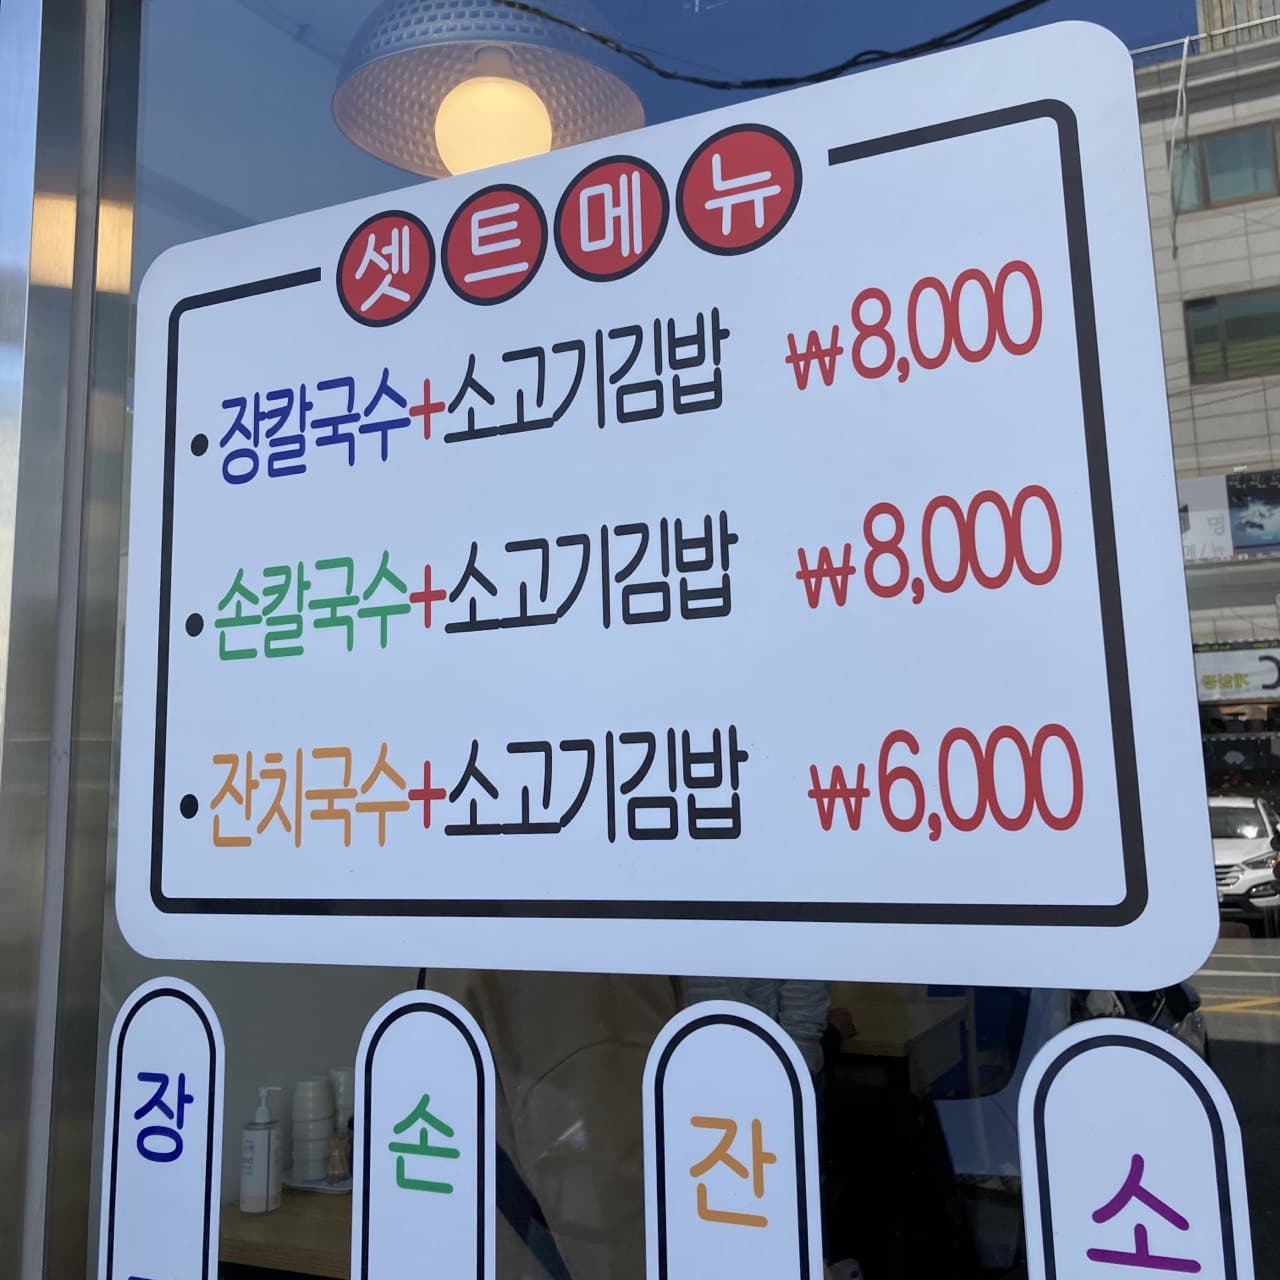 셋트메뉴
• 장칼국수+소고기김밥 ₩8,000
• 손칼국수+소고기김밥 ₩8,000
• 잔치국수+소고기김밥 ₩6,000
장
손
잔
소